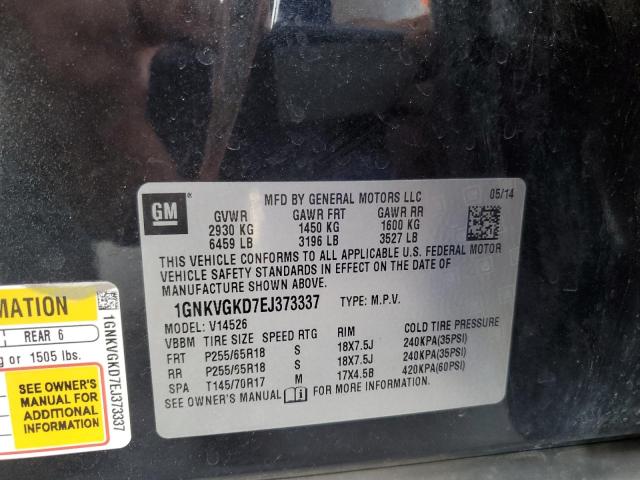 GM
MFD BY GENERAL MOTORS LLC
05/14
GVWR GAWR FRT GAWR RR
2930 KG 1450 KG 1600 KG
6459 LB 3196 LB 3527 LB
THIS VEHICLE CONFORMS TO ALL APPLICABLE U.S. FEDERAL MOTOR
VEHICLE SAFETY STANDARDS IN EFFECT ON THE DATE OF
MANUFACTURE SHOWN ABOVE.
1GNKVGKD7EJ373337 TYPE: M.P.V.
MODEL: V14526
VBBM TIRE SIZE SPEED RTG RIM COLD TIRE PRESSURE
FRT P255/65R18 S 18X7.5J 240KPA(35PSI)
RR P255/65R18 S 18X7.5J 240KPA(35PSI)
SPA T145/70R17 M 17X4.5B 420KPA(60PSI)
SEE OWNER'S MANUAL i FOR MORE INFORMATION.
MATION
REAR 6
or 1505 lbs.
SEE OWNER'S
MANUAL FOR
ADDITIONAL
INFORMATION
1GNKVGKD7EJ373337